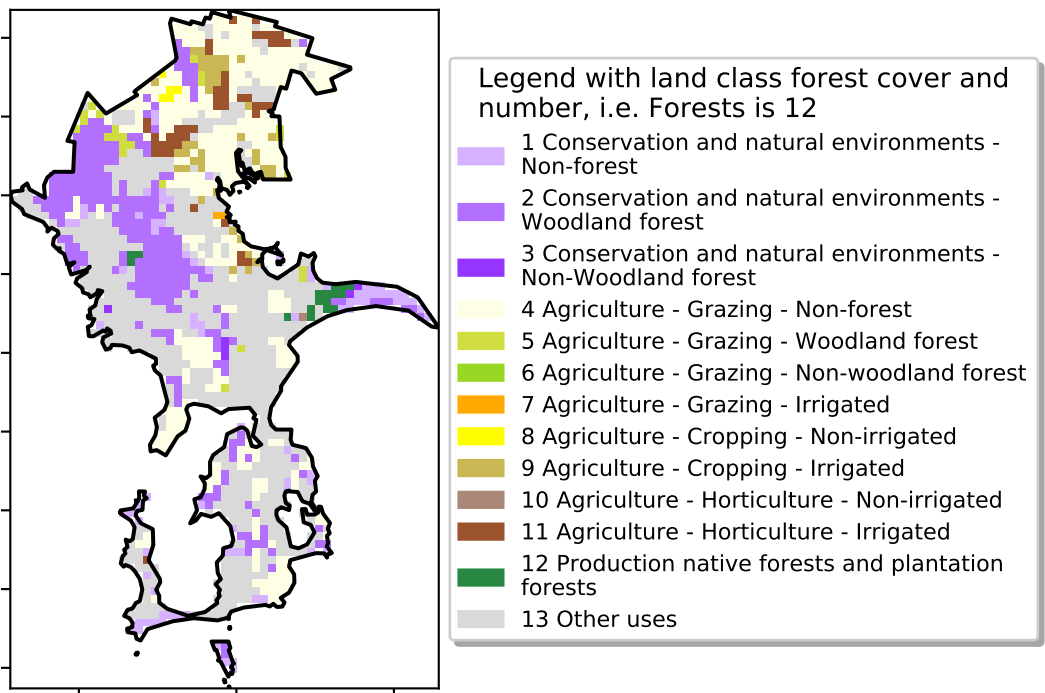 Legend with land class forest cover and
number, i.e. Forests is 12
1 Conservation and natural environments -
Non-forest
2 Conservation and natural environments -
Woodland forest
3 Conservation and natural environments -
Non-Woodland forest
4 Agriculture - Grazing - Non-forest
5 Agriculture - Grazing - Woodland forest
6 Agriculture - Grazing - Non-woodland forest
7 Agriculture - Grazing - Irrigated
8 Agriculture - Cropping - Non-irrigated
9 Agriculture - Cropping - Irrigated
10 Agriculture - Horticulture - Non-irrigated
11 Agriculture - Horticulture - Irrigated
12 Production native forests and plantation
forests
13 Other uses